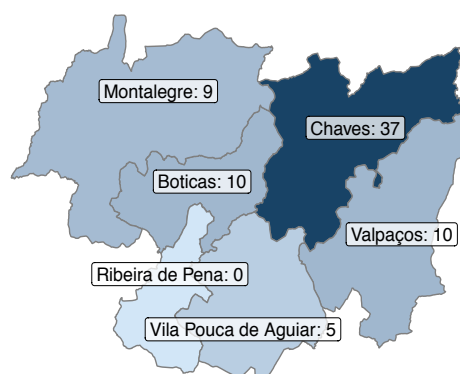 Montalegre: 9
Chaves: 37
Boticas: 10
Valpaços: 10
Ribeira de Pena: 0
Vila Pouca de Aguiar: 5